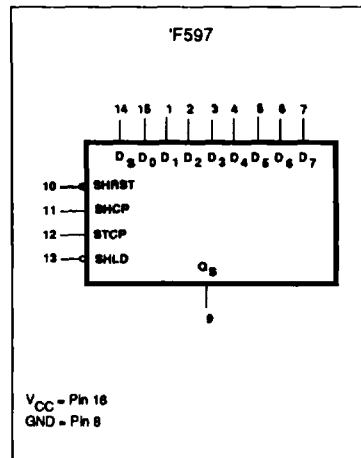 'F597
14 15 1 2 3 4 5 6 7
DS D0 D1 D2 D3 D4 D5 D6 D7
10 SHRST
11 SHCP
12 STCP
13 SHLD
QS
9
VCC = Pin 16
GND = Pin 8